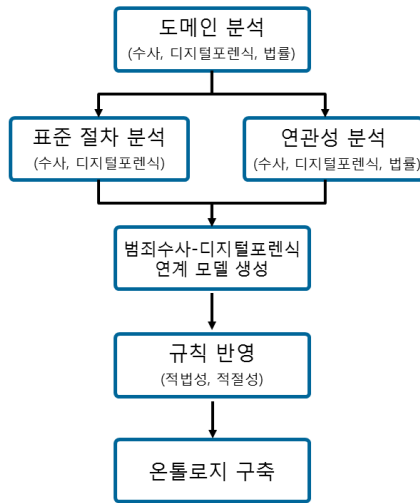 도메인 분석
(수사, 디지털포렌식, 법률)
표준 절차 분석
(수사, 디지털포렌식)
연관성 분석
(수사, 디지털포렌식, 법률)
범죄수사-디지털포렌식
연계 모델 생성
규칙 반영
(적법성, 적절성)
온톨로지 구축